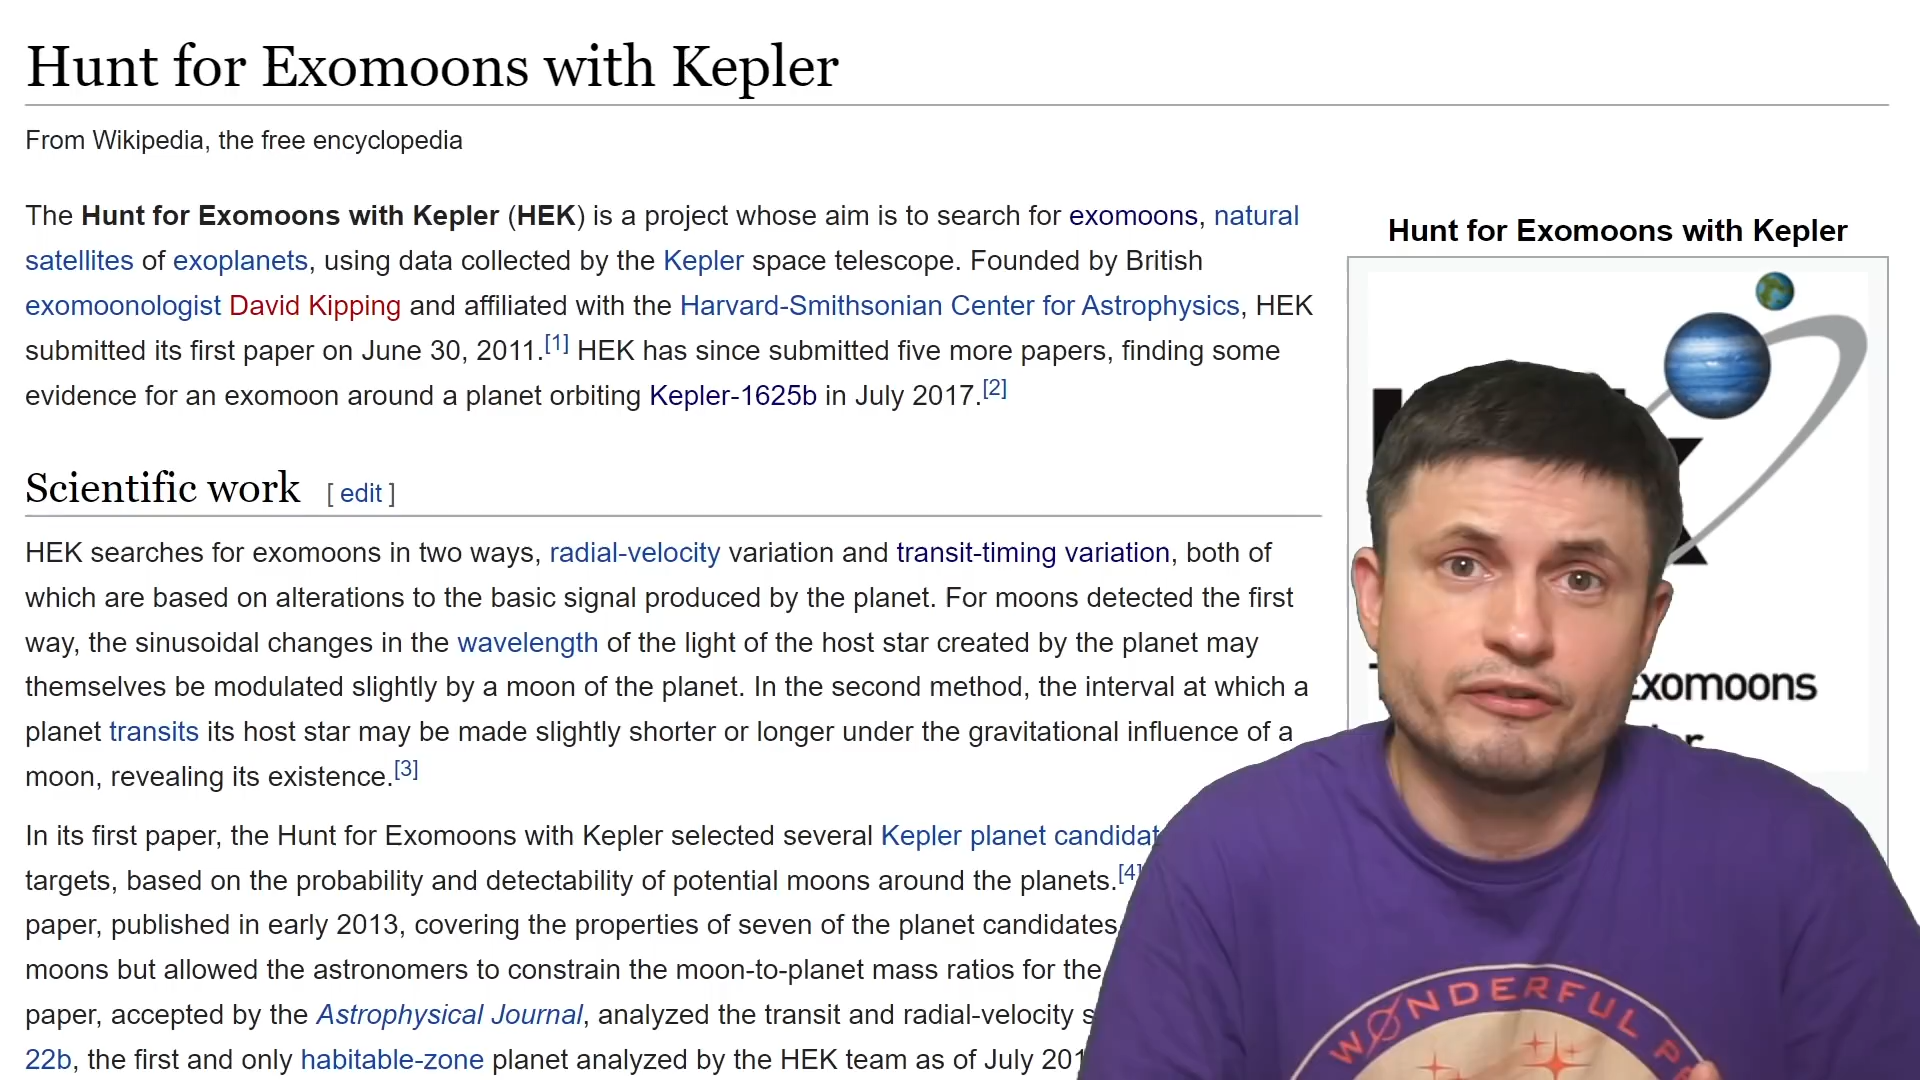 Hunt for Exomoons with Kepler
From Wikipedia, the free encyclopedia
The Hunt for Exomoons with Kepler (HEK) is a project whose aim is to search for exomoons, natural
satellites of exoplanets, using data collected by the Kepler space telescope. Founded by British
exomoonologist David Kipping and affiliated with the Harvard-Smithsonian Center for Astrophysics, HEK
submitted its first paper on June 30, 2011.[1] HEK has since submitted five more papers, finding some
evidence for an exomoon around a planet orbiting Kepler-1625b in July 2017.[2]
Scientific work [ edit ]
HEK searches for exomoons in two ways, radial-velocity variation and transit-timing variation, both of
which are based on alterations to the basic signal produced by the planet. For moons detected the first
way, the sinusoidal changes in the wavelength of the light of the host star created by the planet may
themselves be modulated slightly by a moon of the planet. In the second method, the interval at which a
planet transits its host star may be made slightly shorter or longer under the gravitational influence of a
moon, revealing its existence.[3]
In its first paper, the Hunt for Exomoons with Kepler selected several Kepler planet
targets, based on the probability and detectability of potential moons around the planets.[4]
paper, published in early 2013, covering the properties of seven of the planet candidates
moons but allowed the astronomers to constrain the moon-to-planet mass ratios for the
paper, accepted by the Astrophysical Journal, analyzed the transit and radial-velocity
22b, the first and only habitable-zone planet analyzed by the HEK team as of July
Hunt for Exomoons with Kepler
Exomoons
WONDERFUL